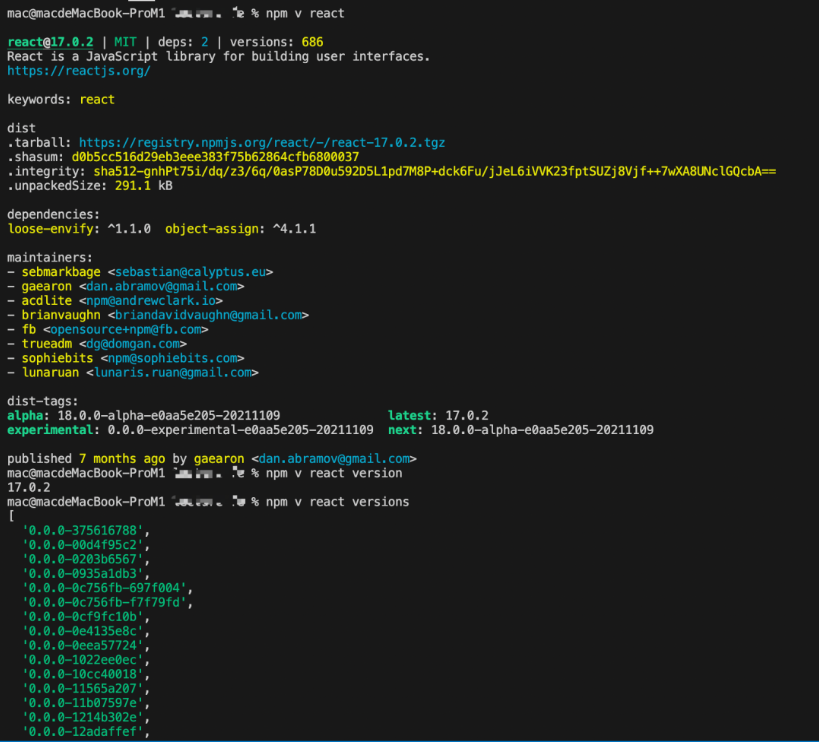 mac@macdeMacBook-ProM1 % npm v react
react@17.0.2 | MIT | deps: 2 | versions: 686
React is a JavaScript library for building user interfaces.
https://reactjs.org/
keywords: react
dist
.tarball: https://registry.npmjs.org/react/-/react-17.0.2.tgz
.shasum: d0b5cc516d29eb3eee383f75b62864cfb6800037
.integrity: sha512-gnhPt75i/dq/z3/6q/0asP78D0u592D5L1pd7M8P+dck6Fu/jJeL6iVVK23fptSUZj8Vjf++7wXA8UNclGQcbA==
.unpackedSize: 291.1 kB
dependencies:
loose-envify: ^1.1.0 object-assign: ^4.1.1
maintainers:
- sebmarkbage <sebastian@calyptus.eu>
- gaearon <dan.abramov@gmail.com>
- acdlite <npm@andrewclark.io>
- brianvaughn <briandavidvaughn@gmail.com>
- fb <opensource+npm@fb.com>
- trueadm <dg@domgan.com>
- sophiebits <npm@sophiebits.com>
- lunaruan <lunaris.ruan@gmail.com>
dist-tags:
alpha: 18.0.0-alpha-e0aa5e205-20211109 latest: 17.0.2
experimental: 0.0.0-experimental-e0aa5e205-20211109 next: 18.0.0-alpha-e0aa5e205-20211109
published 7 months ago by gaearon <dan.abramov@gmail.com>
mac@macdeMacBook-ProM1 % npm v react version
17.0.2
mac@macdeMacBook-ProM1 % npm v react versions
[
'0.0.0-375616788',
'0.0.0-00d4f95c2',
'0.0.0-0203b6567',
'0.0.0-0935a1db3',
'0.0.0-0c756fb-697f004',
'0.0.0-0c756fb-f7f79fd',
'0.0.0-0cf9fc10b',
'0.0.0-0e4135e8c',
'0.0.0-0eea57724',
'0.0.0-1022ee0ec',
'0.0.0-10cc40018',
'0.0.0-11565a207',
'0.0.0-11b07597e',
'0.0.0-1214b302e',
'0.0.0-12adaffef',